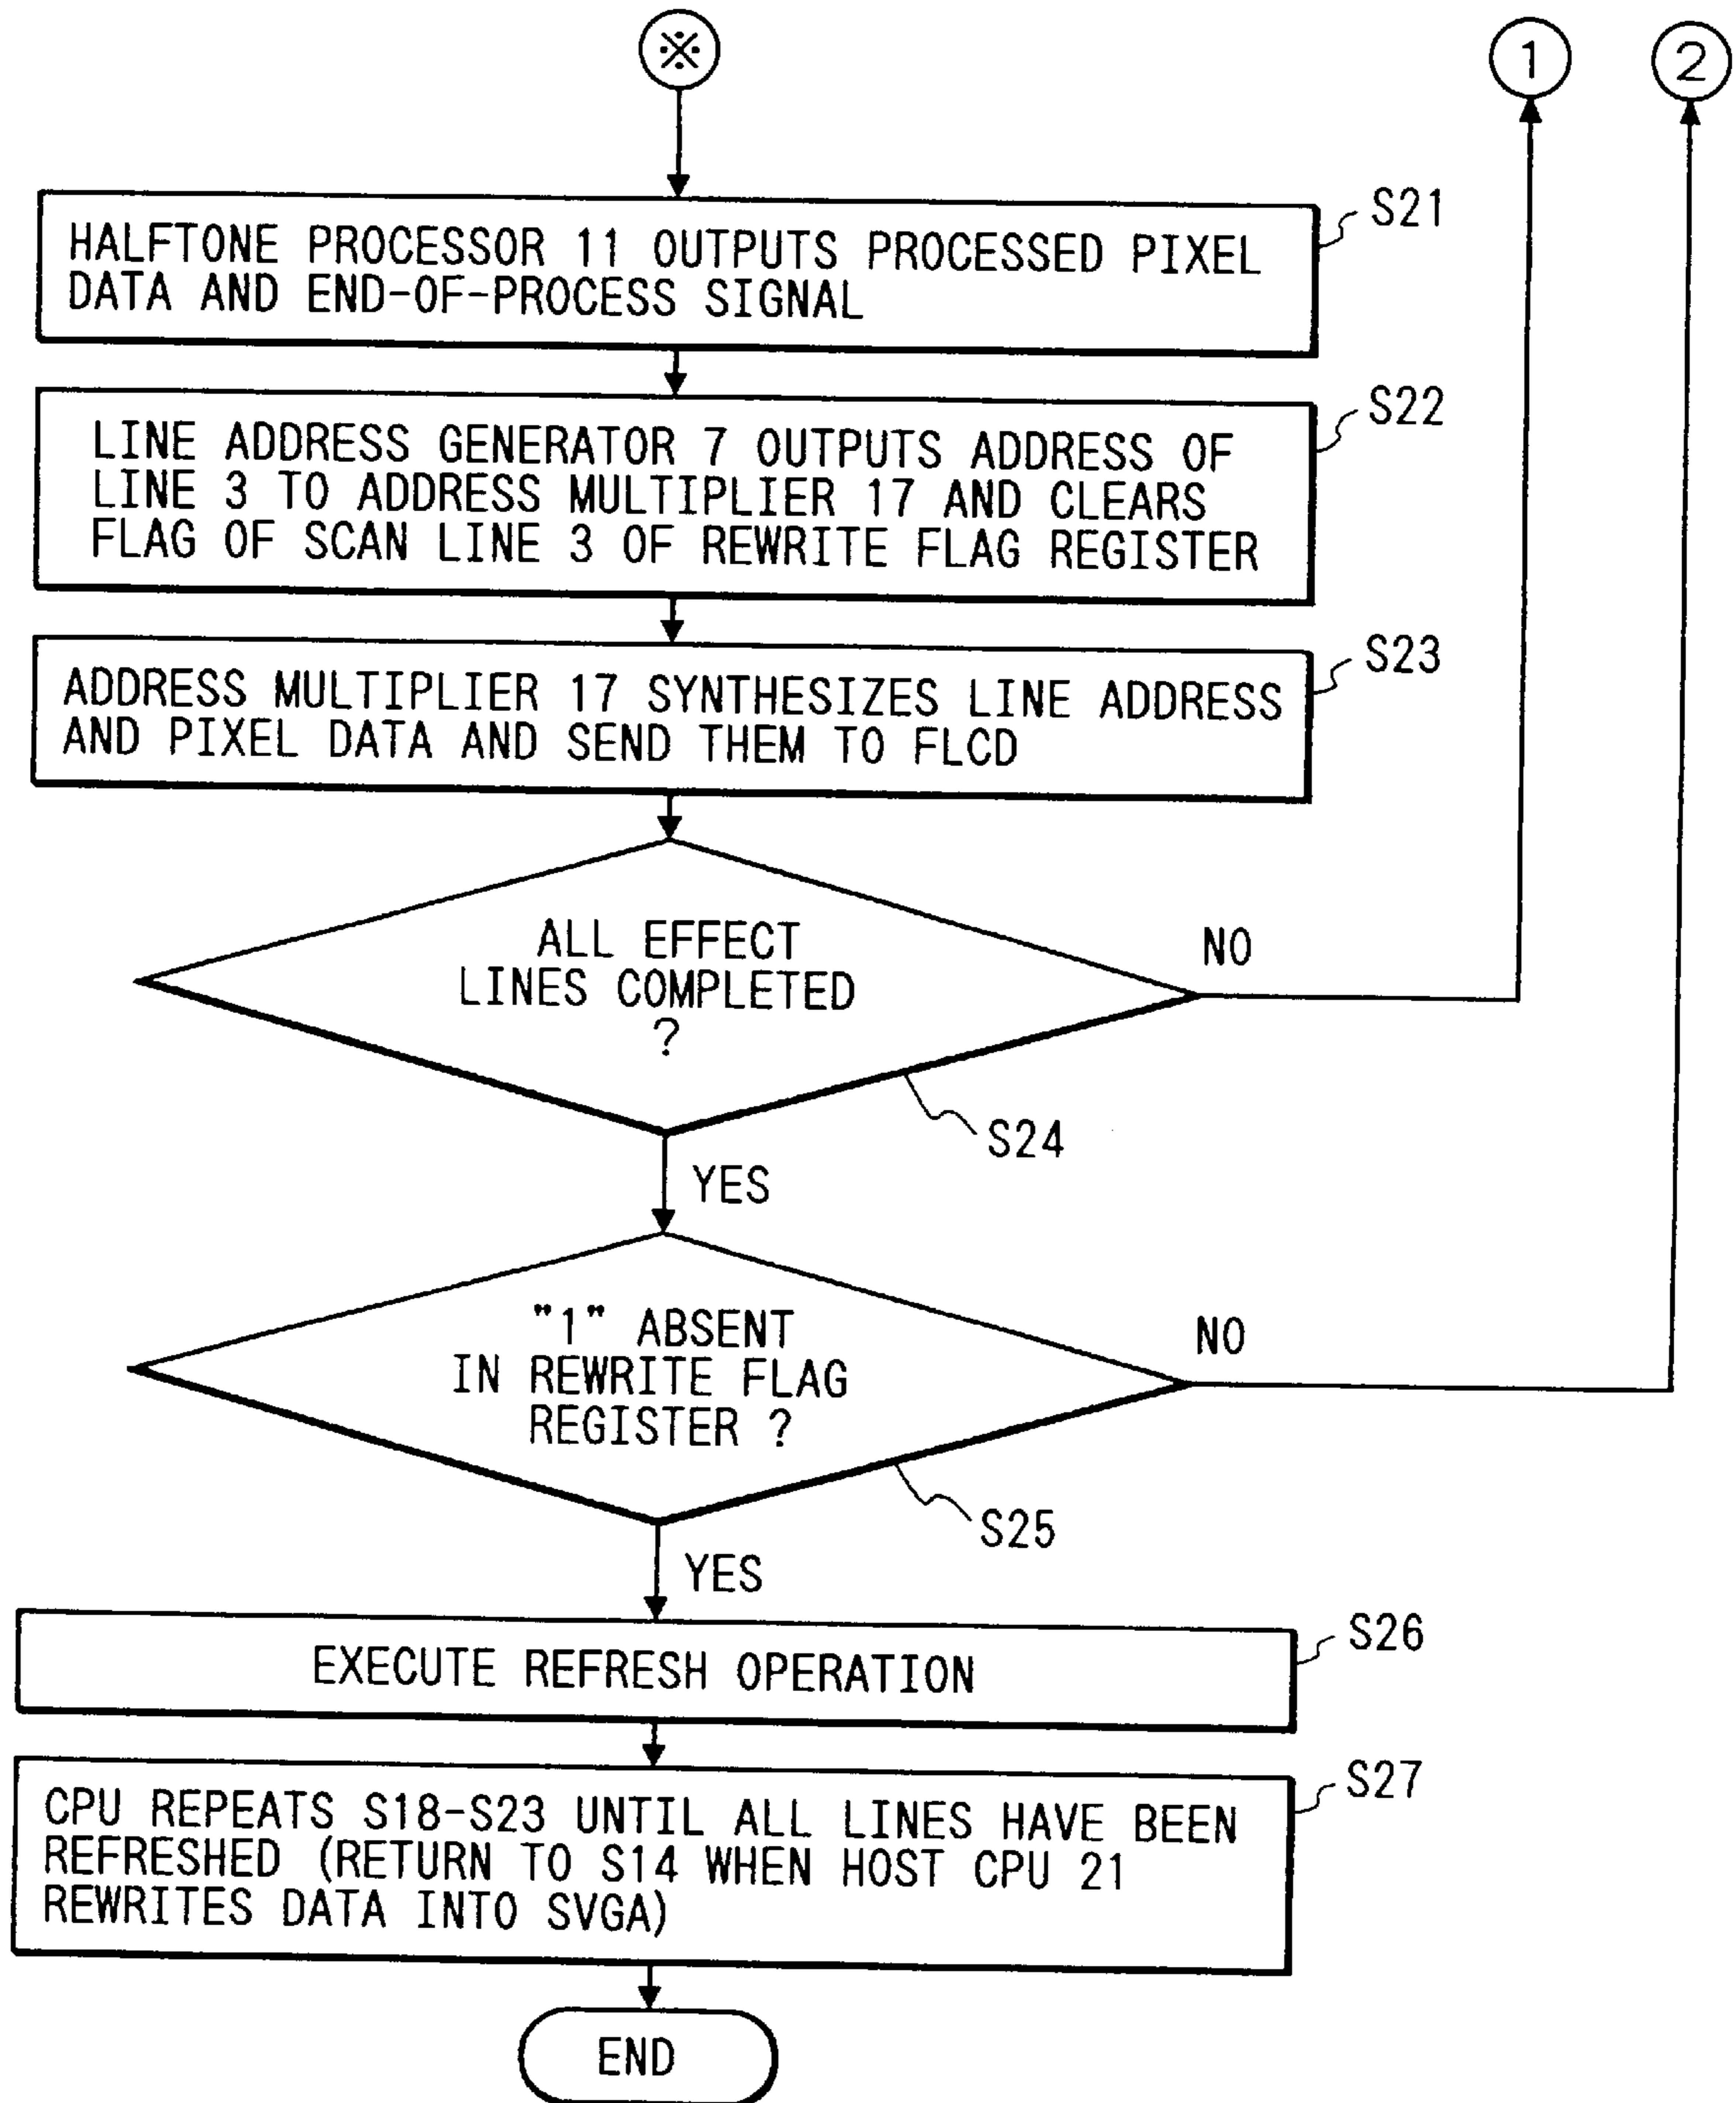 ※
1
2
S21
HALFTONE PROCESSOR 11 OUTPUTS PROCESSED PIXEL
DATA AND END-OF-PROCESS SIGNAL
S22
LINE ADDRESS GENERATOR 7 OUTPUTS ADDRESS OF
LINE 3 TO ADDRESS MULTIPLIER 17 AND CLEARS
FLAG OF SCAN LINE 3 OF REWRITE FLAG REGISTER
S23
ADDRESS MULTIPLIER 17 SYNTHESIZES LINE ADDRESS
AND PIXEL DATA AND SEND THEM TO FLCD
ALL EFFECT
LINES COMPLETED
?
NO
S24
YES
"1" ABSENT
IN REWRITE FLAG
REGISTER ?
NO
S25
YES
S26
EXECUTE REFRESH OPERATION
S27
CPU REPEATS S18-S23 UNTIL ALL LINES HAVE BEEN
REFRESHED (RETURN TO S14 WHEN HOST CPU 21
REWRITES DATA INTO SVGA)
END